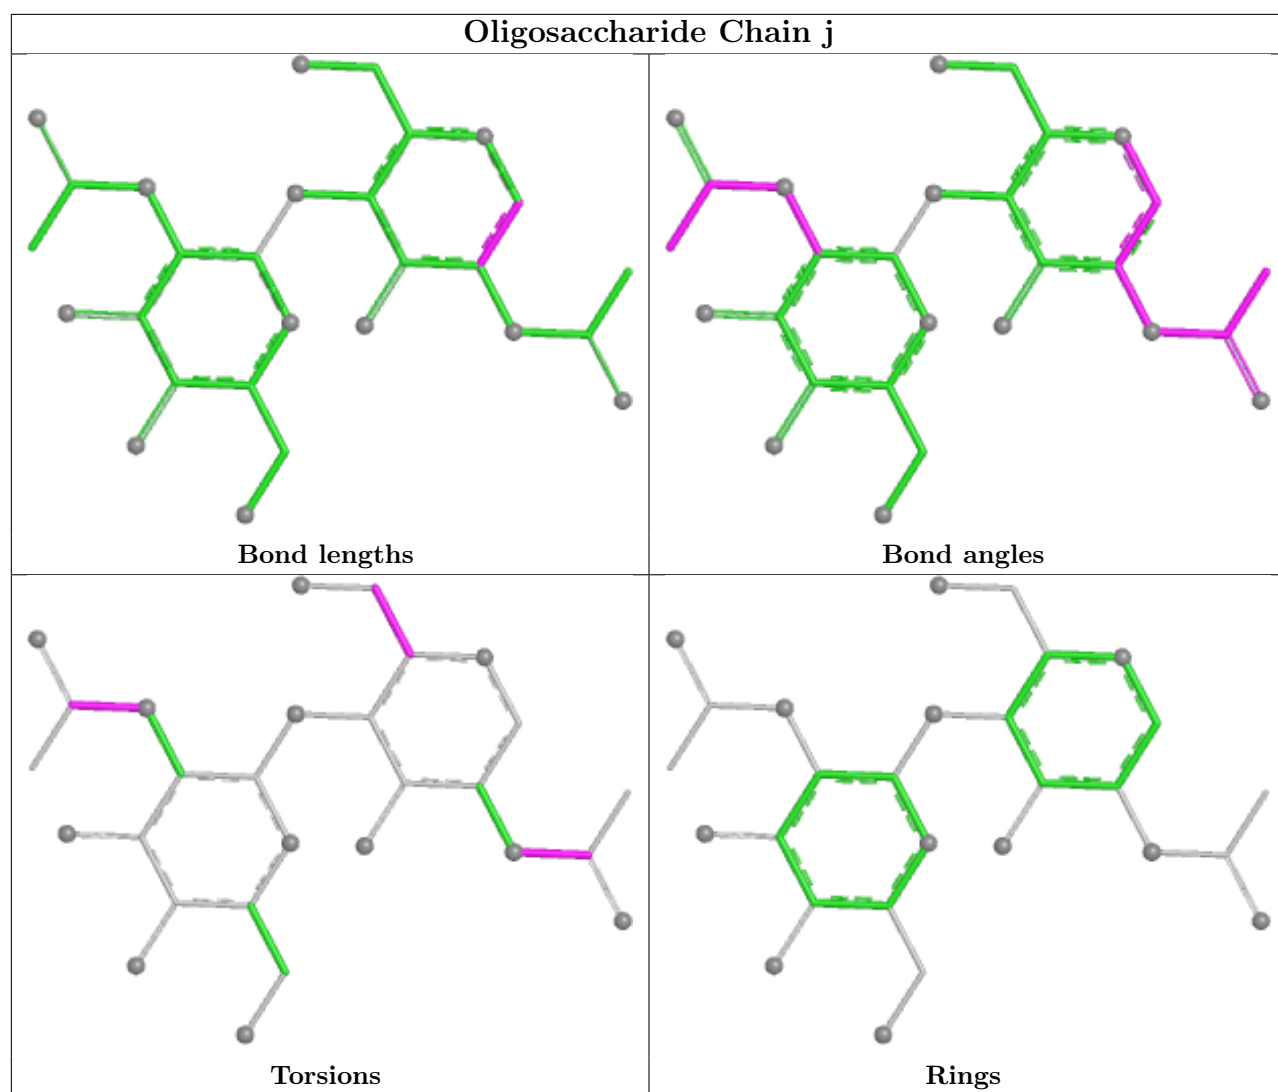 Oligosaccharide Chain j
Bond lengths
Bond angles
Torsions
Rings